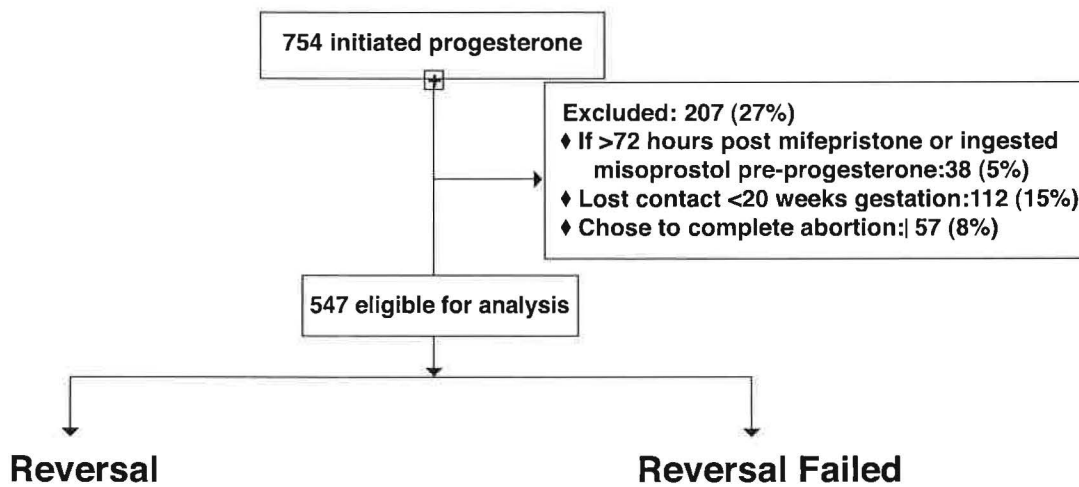 754 initiated progesterone
Excluded: 207 (27%)
♦ If >72 hours post mifepristone or ingested
misoprostol pre-progesterone:38 (5%)
♦ Lost contact <20 weeks gestation:112 (15%)
♦ Chose to complete abortion:| 57 (8%)
547 eligible for analysis
Reversal
Reversal Failed